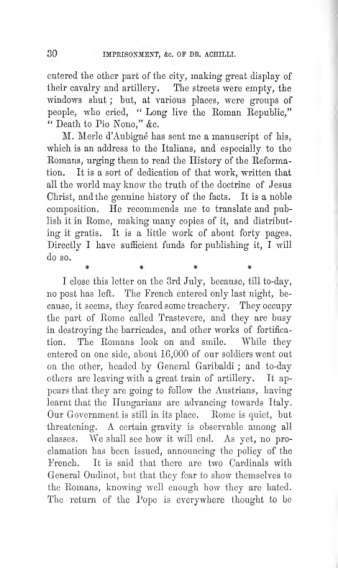 30 IMPRISONMENT, &c. OF DR. ACHILLI.
entered the other part of the city, making great display of
their cavalry and artillery. The streets were empty, the
windows shut; but, at various places, were groups of
people, who cried, " Long live the Roman Republic,"
" Death to Pio Nono," &c.
M. Merle d'Aubigné has sent me a manuscript of his,
which is an address to the Italians, and especially to the
Romans, urging them to read the History of the Reforma-
tion. It is a sort of dedication of that work, written that
all the world may know the truth of the doctrine of Jesus
Christ, and the genuine history of the facts. It is a noble
composition. He recommends me to translate and pub-
lish it in Rome, making many copies of it, and distribut-
ing it gratis. It is a little work of about forty pages.
Directly I have sufficient funds for publishing it, I will
do so.
* * * *
I close this letter on the 3rd July, because, till to-day,
no post has left. The French entered only last night, be-
cause, it seems, they feared some treachery. They occupy
the part of Rome called Trastevere, and they are busy
in destroying the barricades, and other works of fortifica-
tion. The Romans look on and smile. While they
entered on one side, about 16,000 of our soldiers went out
on the other, headed by General Garibaldi; and to-day
others are leaving with a great train of artillery. It ap-
pears that they are going to follow the Austrians, having
learnt that the Hungarians are advancing towards Italy.
Our Government is still in its place. Rome is quiet, but
threatening. A certain gravity is observable among all
classes. We shall see how it will end. As yet, no pro-
clamation has been issued, announcing the policy of the
French. It is said that there are two Cardinals with
General Oudinot, but that they fear to show themselves to
the Romans, knowing well enough how they are hated.
The return of the Pope is everywhere thought to be